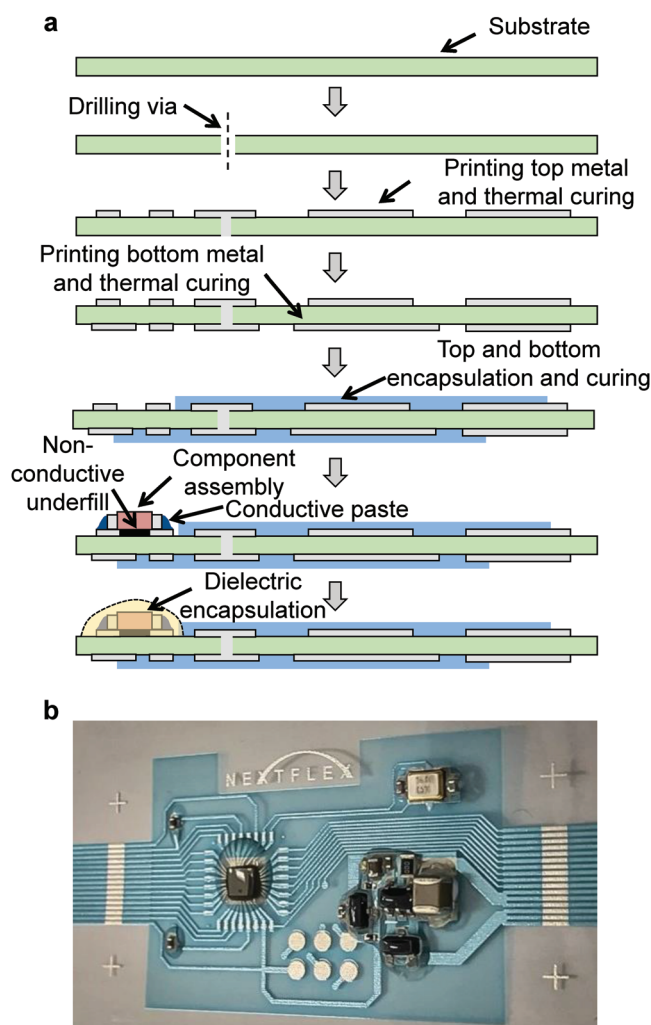 a
Substrate
Drilling via
Printing top metal
and thermal curing
Printing bottom metal
and thermal curing
Top and bottom
encapsulation and curing
Non-
conductive
underfill
Component
assembly
Conductive paste
Dielectric
encapsulation
b
NEXTFLEX